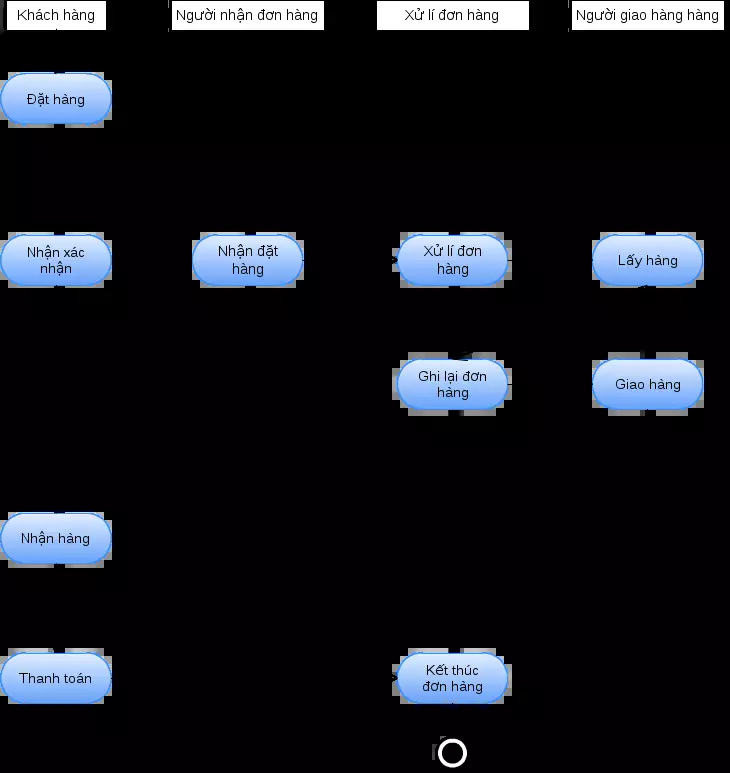 Khách hàng
Người nhận đơn hàng
Xử lí đơn hàng
Người giao hàng hàng
Đặt hàng
Nhận xác
nhận
Nhận đặt
hàng
Xử lí đơn
hàng
Lấy hàng
Ghi lại đơn
hàng
Giao hàng
Nhận hàng
Thanh toán
Kết thúc
đơn hàng